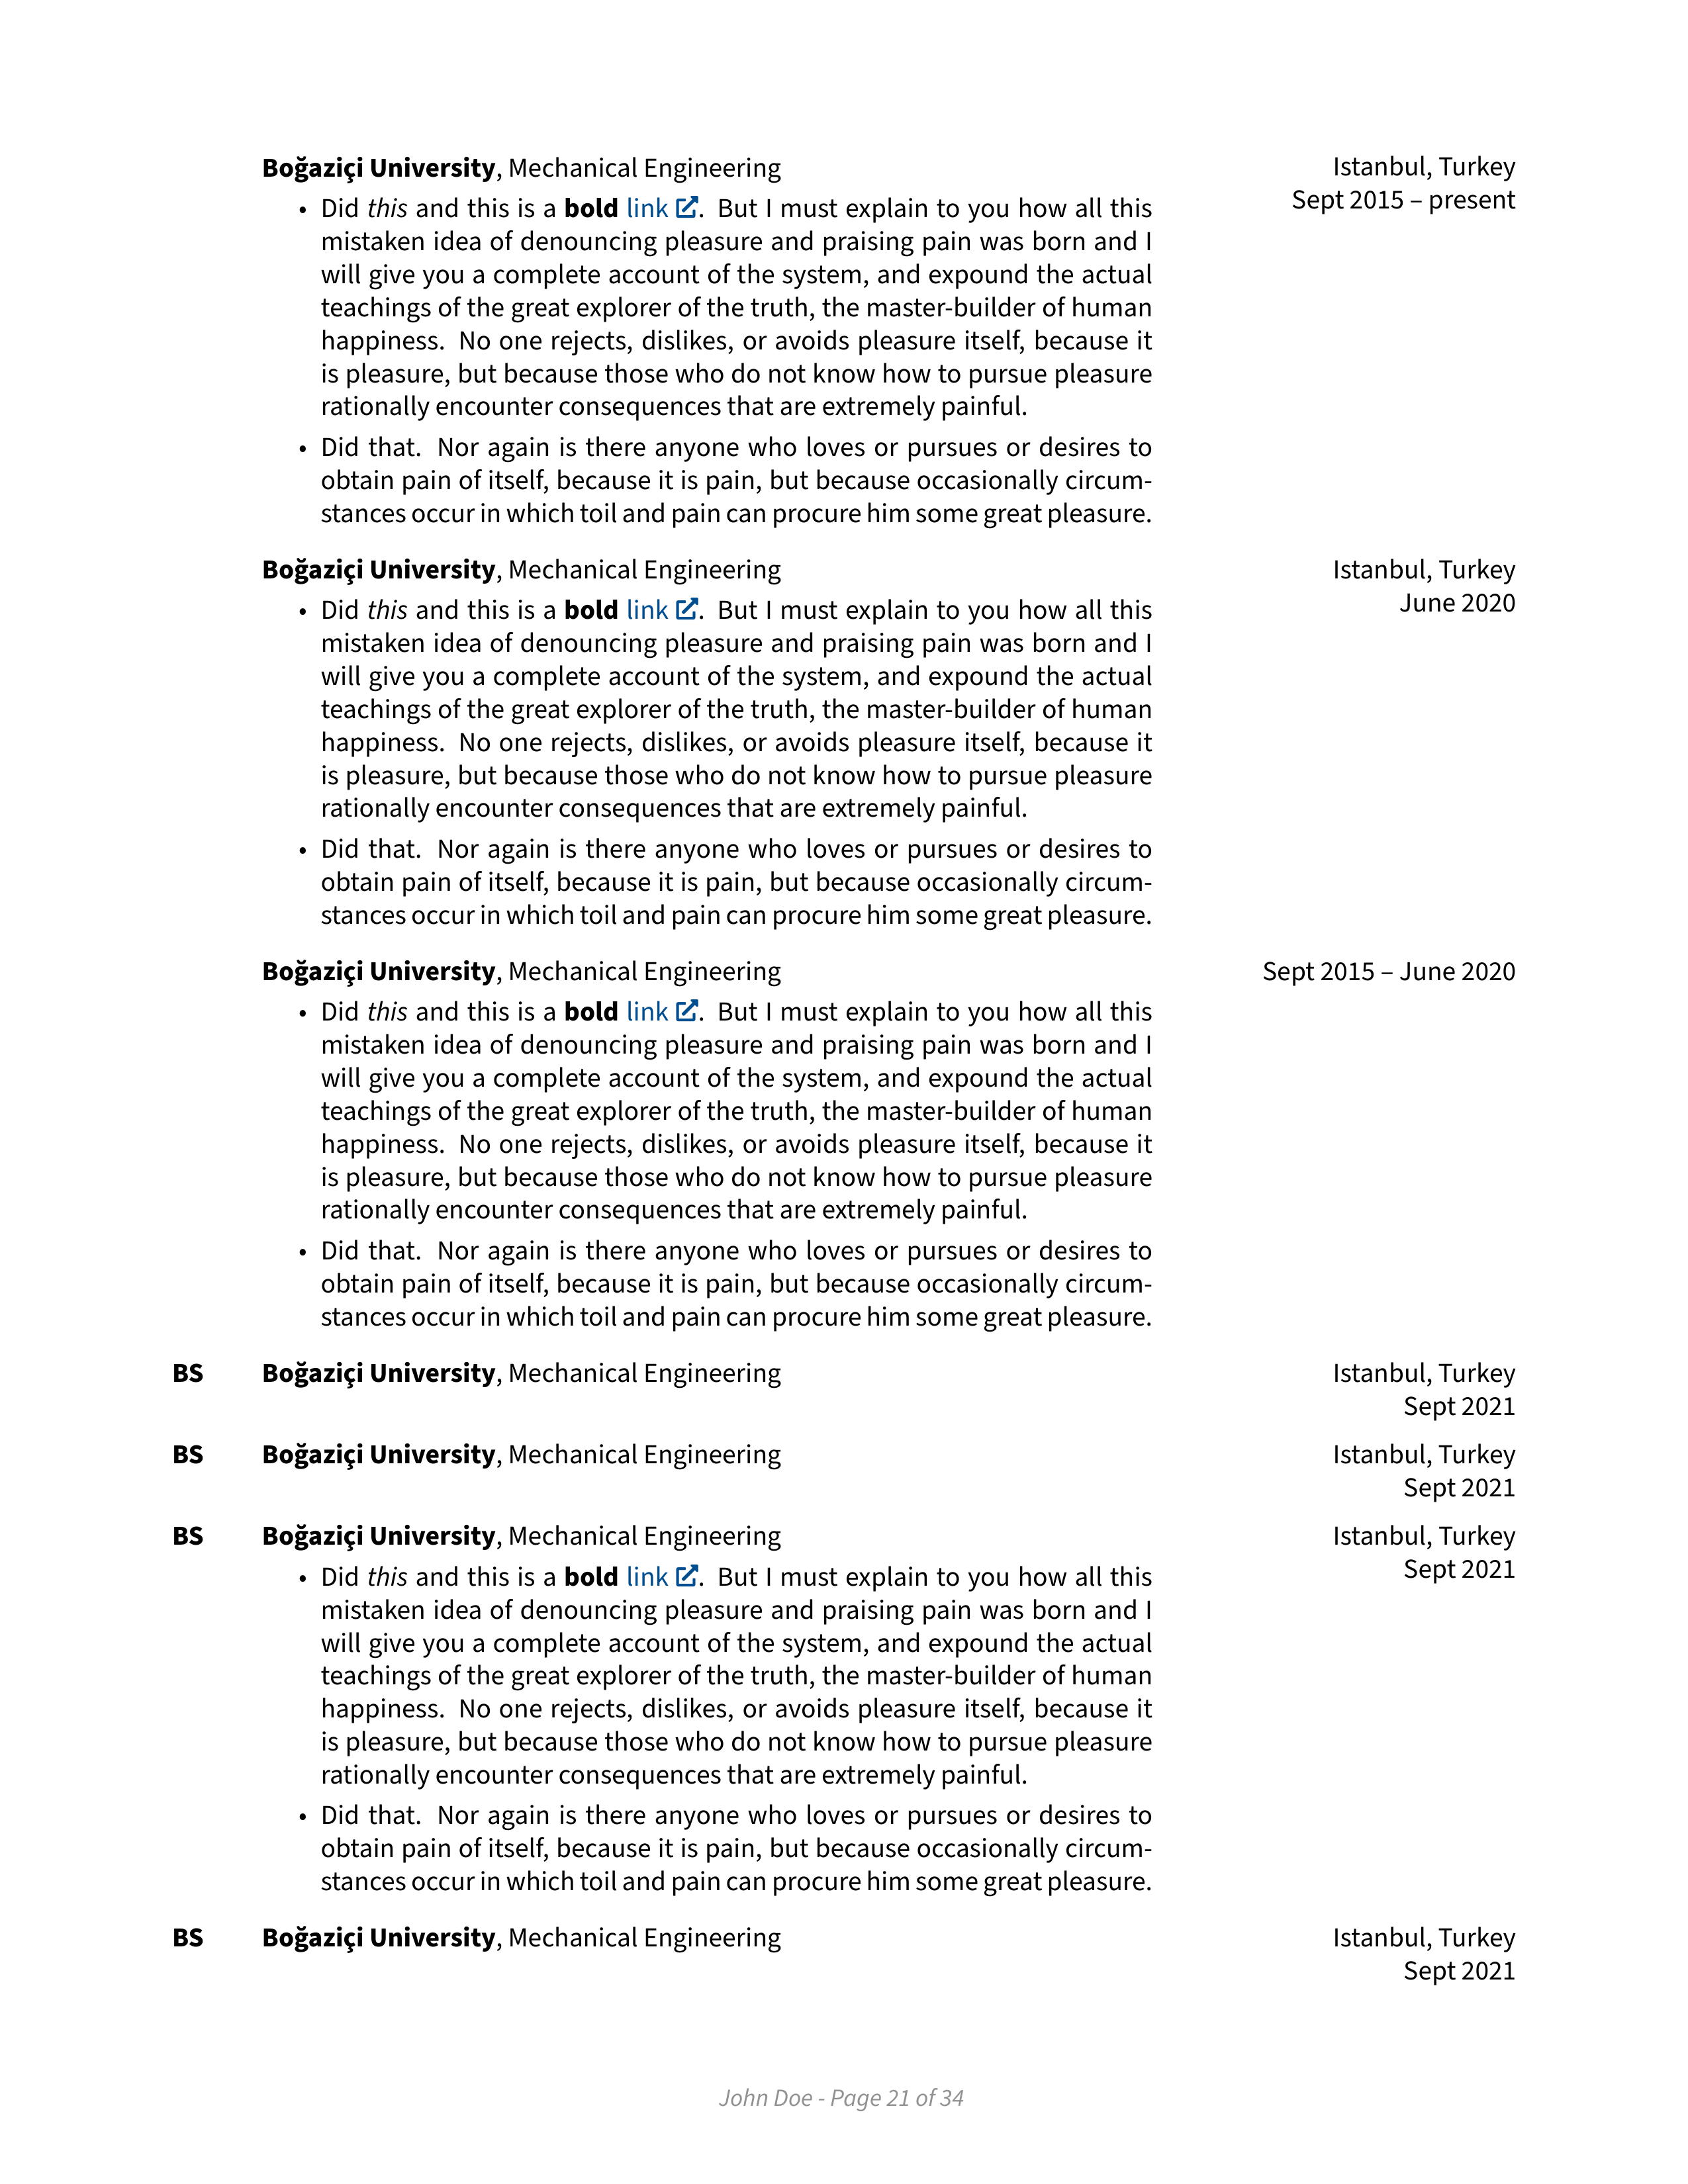 Boğaziçi University, Mechanical Engineering
Istanbul, Turkey
Sept 2015 – present
• Did this and this is a bold link. But I must explain to you how all this
mistaken idea of denouncing pleasure and praising pain was born and I
will give you a complete account of the system, and expound the actual
teachings of the great explorer of the truth, the master-builder of human
happiness. No one rejects, dislikes, or avoids pleasure itself, because it
is pleasure, but because those who do not know how to pursue pleasure
rationally encounter consequences that are extremely painful.
• Did that. Nor again is there anyone who loves or pursues or desires to
obtain pain of itself, because it is pain, but because occasionally circum-
stances occur in which toil and pain can procure him some great pleasure.
Boğaziçi University, Mechanical Engineering
Istanbul, Turkey
June 2020
• Did this and this is a bold link. But I must explain to you how all this
mistaken idea of denouncing pleasure and praising pain was born and I
will give you a complete account of the system, and expound the actual
teachings of the great explorer of the truth, the master-builder of human
happiness. No one rejects, dislikes, or avoids pleasure itself, because it
is pleasure, but because those who do not know how to pursue pleasure
rationally encounter consequences that are extremely painful.
• Did that. Nor again is there anyone who loves or pursues or desires to
obtain pain of itself, because it is pain, but because occasionally circum-
stances occur in which toil and pain can procure him some great pleasure.
Boğaziçi University, Mechanical Engineering
Sept 2015 – June 2020
• Did this and this is a bold link. But I must explain to you how all this
mistaken idea of denouncing pleasure and praising pain was born and I
will give you a complete account of the system, and expound the actual
teachings of the great explorer of the truth, the master-builder of human
happiness. No one rejects, dislikes, or avoids pleasure itself, because it
is pleasure, but because those who do not know how to pursue pleasure
rationally encounter consequences that are extremely painful.
• Did that. Nor again is there anyone who loves or pursues or desires to
obtain pain of itself, because it is pain, but because occasionally circum-
stances occur in which toil and pain can procure him some great pleasure.
BS Boğaziçi University, Mechanical Engineering
Istanbul, Turkey
Sept 2021
BS Boğaziçi University, Mechanical Engineering
Istanbul, Turkey
Sept 2021
BS Boğaziçi University, Mechanical Engineering
Istanbul, Turkey
Sept 2021
• Did this and this is a bold link. But I must explain to you how all this
mistaken idea of denouncing pleasure and praising pain was born and I
will give you a complete account of the system, and expound the actual
teachings of the great explorer of the truth, the master-builder of human
happiness. No one rejects, dislikes, or avoids pleasure itself, because it
is pleasure, but because those who do not know how to pursue pleasure
rationally encounter consequences that are extremely painful.
• Did that. Nor again is there anyone who loves or pursues or desires to
obtain pain of itself, because it is pain, but because occasionally circum-
stances occur in which toil and pain can procure him some great pleasure.
BS Boğaziçi University, Mechanical Engineering
Istanbul, Turkey
Sept 2021
John Doe - Page 21 of 34